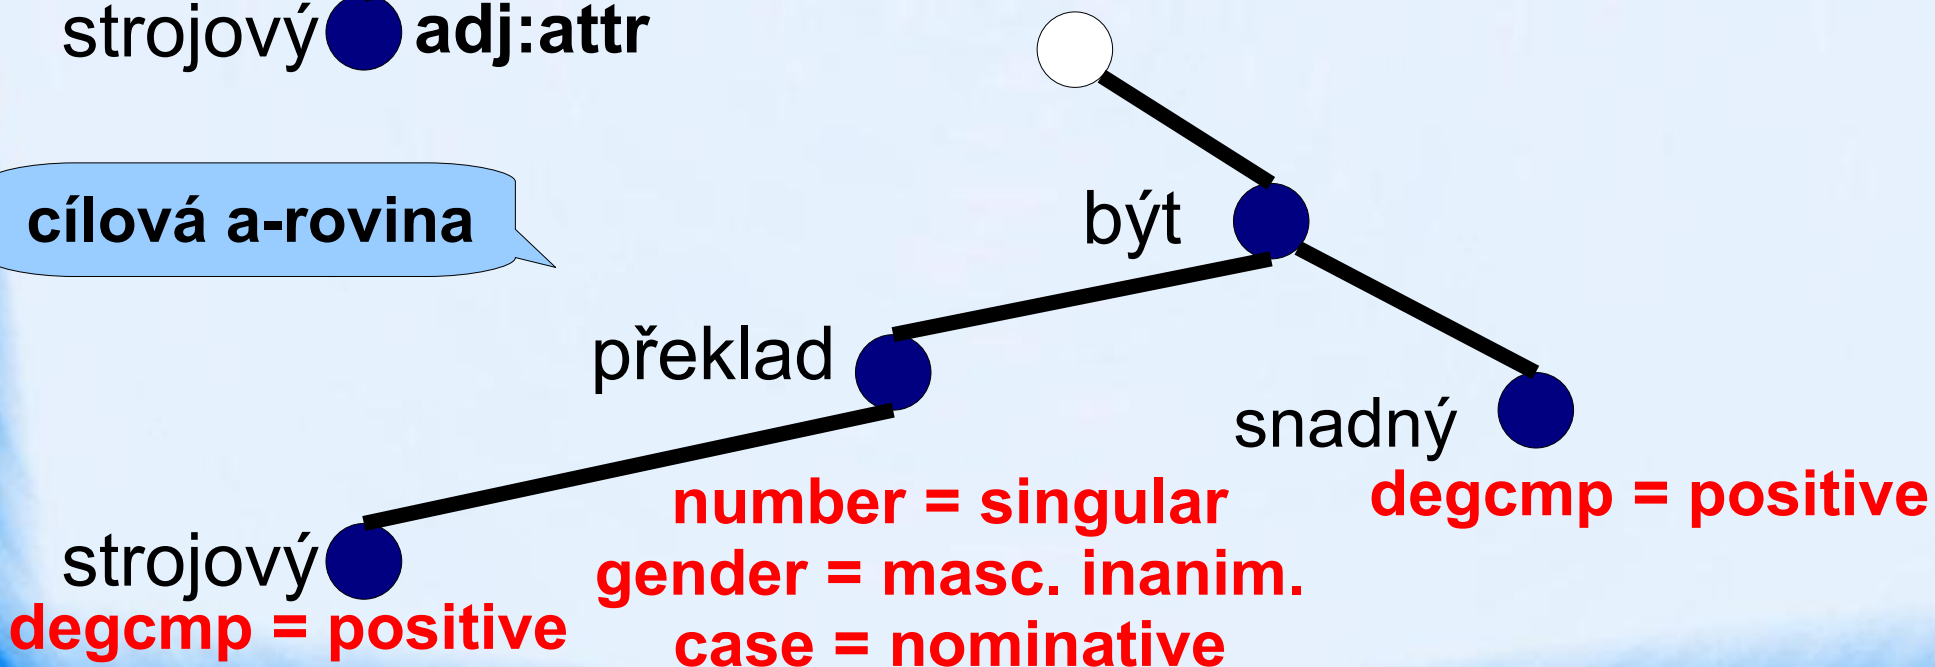 strojový adj:attr
cílová a-rovina
být
překlad
snadný
number = singular
degcmp = positive
strojový
gender = masc. inanim.
degcmp = positive
case = nominative